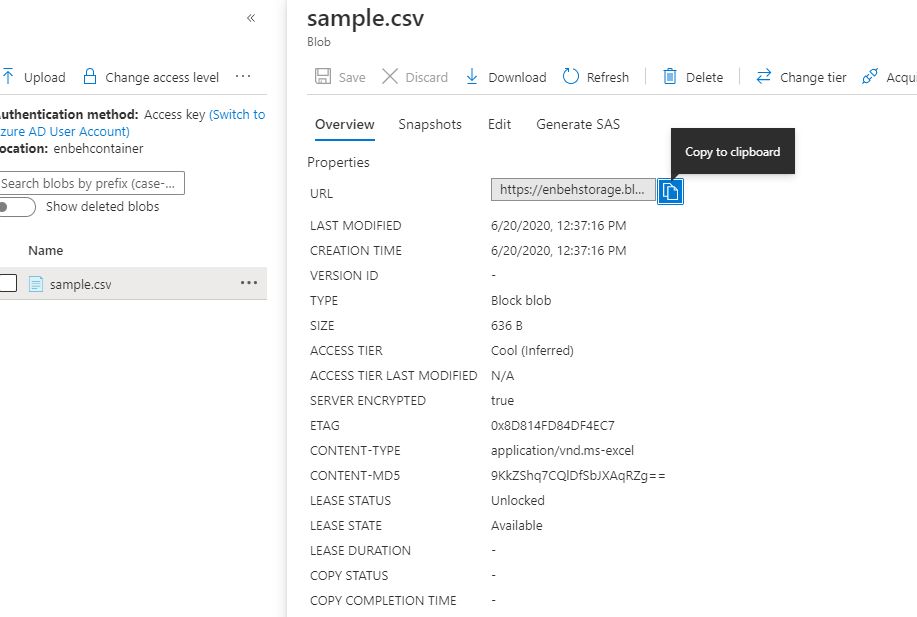 «
Upload Change access level ···
uthentication method: Access key (Switch to
zure AD User Account)
ocation: enbehcontainer
Search blobs by prefix (case-...
Show deleted blobs
Name
sample.csv ···
sample.csv
Blob
Save Discard Download Refresh Delete Change tier Acqu
Overview Snapshots Edit Generate SAS
Copy to clipboard
Properties
URL https://enbehstorage.bl...
LAST MODIFIED 6/20/2020, 12:37:16 PM
CREATION TIME 6/20/2020, 12:37:16 PM
VERSION ID -
TYPE Block blob
SIZE 636 B
ACCESS TIER Cool (Inferred)
ACCESS TIER LAST MODIFIED N/A
SERVER ENCRYPTED true
ETAG 0x8D814FD84DF4EC7
CONTENT-TYPE application/vnd.ms-excel
CONTENT-MD5 9KkZShq7CQlDfSbJXAqRZg==
LEASE STATUS Unlocked
LEASE STATE Available
LEASE DURATION -
COPY STATUS -
COPY COMPLETION TIME -